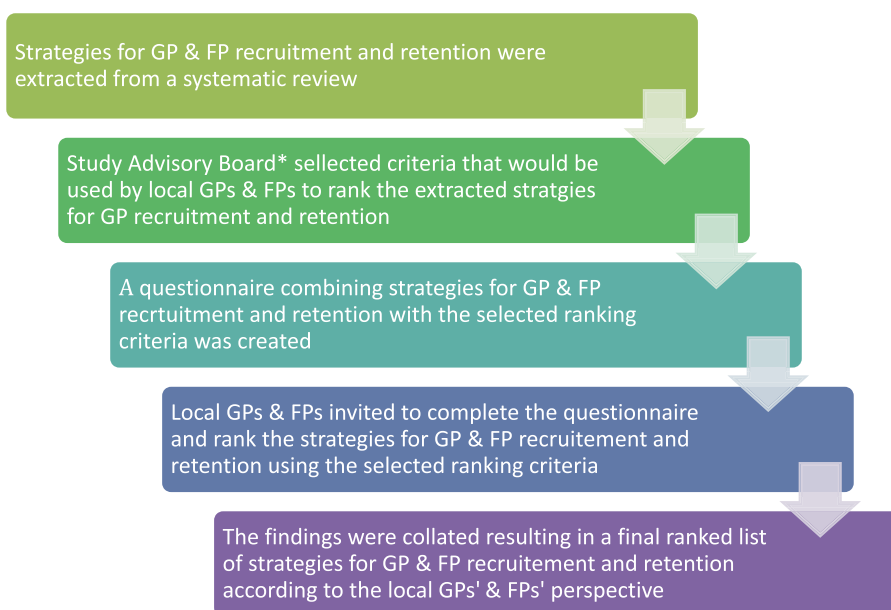 Strategies for GP & FP recruitment and retention were
extracted from a systematic review
Study Advisory Board* sellected criteria that would be
used by local GPs & FPs to rank the extracted stratgies
for GP recruitment and retention
A questionnaire combining strategies for GP & FP
recrtuitment and retention with the selected ranking
criteria was created
Local GPs & FPs invited to complete the questionnaire
and rank the strategies for GP & FP recruitement and
retention using the selected ranking criteria
The findings were collated resulting in a final ranked list
of strategies for GP & FP recruitement and retention
according to the local GPs' & FPs' perspective